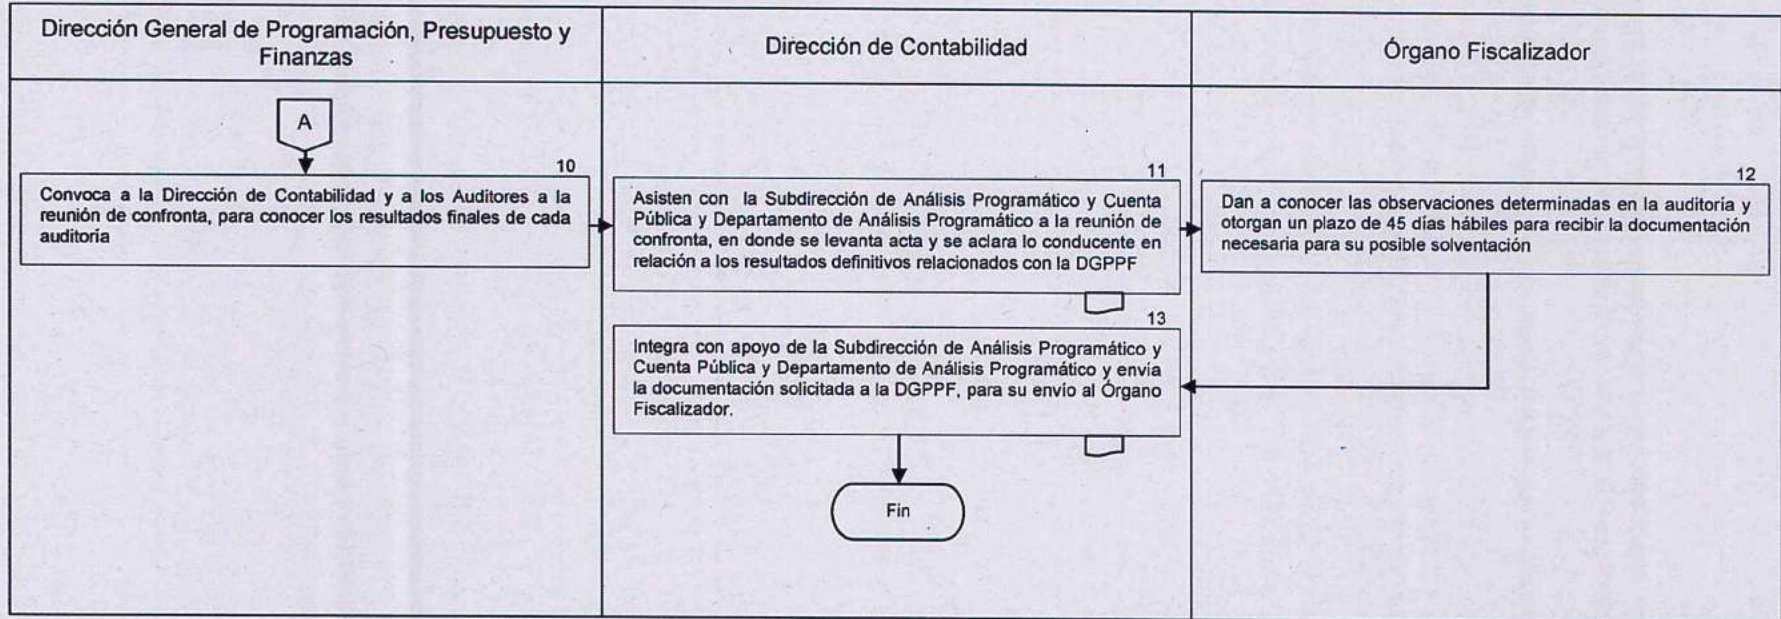 Dirección General de Programación, Presupuesto y
Finanzas
Dirección de Contabilidad
Órgano Fiscalizador
A
10
Convoca a la Dirección de Contabilidad y a los Auditores a la
reunión de confronta, para conocer los resultados finales de cada
auditoría
11
Asisten con la Subdirección de Análisis Programático y Cuenta
Pública y Departamento de Análisis Programático a la reunión de
confronta, en donde se levanta acta y se aclara lo conducente en
relación a los resultados definitivos relacionados con la DGPPF
12
Dan a conocer las observaciones determinadas en la auditoría y
otorgan un plazo de 45 días hábiles para recibir la documentación
necesaria para su posible solventación
13
Integra con apoyo de la Subdirección de Análisis Programático y
Cuenta Pública y Departamento de Análisis Programático y envía
la documentación solicitada a la DGPPF, para su envío al Órgano
Fiscalizador.
Fin